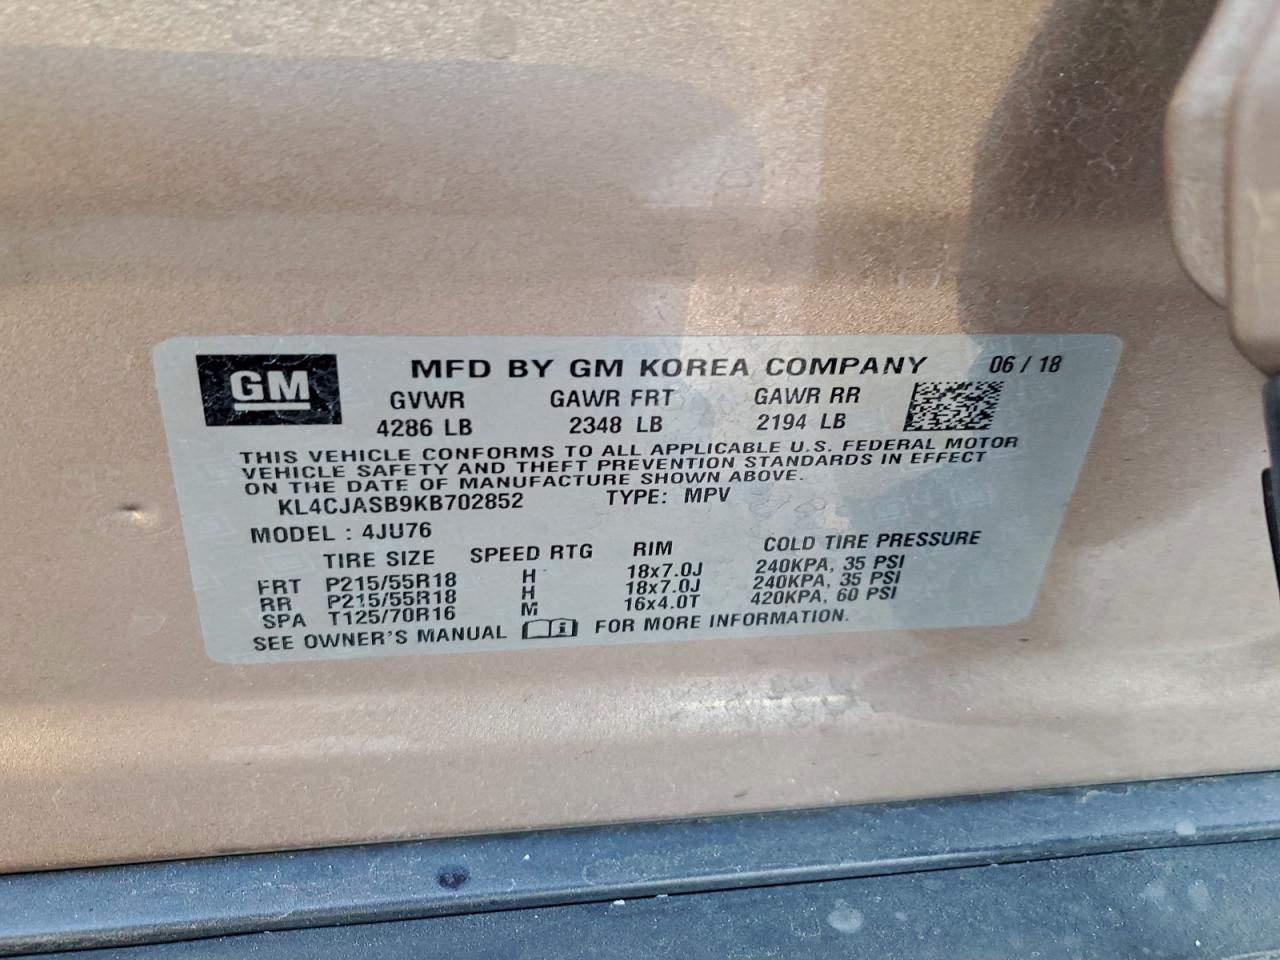 GM
MFD BY GM KOREA COMPANY 06 / 18
GVWR GAWR FRT GAWR RR
4286 LB 2348 LB 2194 LB
THIS VEHICLE CONFORMS TO ALL APPLICABLE U.S. FEDERAL MOTOR
VEHICLE SAFETY AND THEFT PREVENTION STANDARDS IN EFFECT
ON THE DATE OF MANUFACTURE SHOWN ABOVE.
KL4CJASB9KB702852 TYPE: MPV
MODEL : 4JU76
TIRE SIZE SPEED RTG RIM COLD TIRE PRESSURE
FRT P215/55R18 H 18x7.0J 240KPA, 35 PSI
RR P215/55R18 H 18x7.0J 240KPA, 35 PSI
SPA T125/70R16 M 16x4.0T 420KPA, 60 PSI
SEE OWNER'S MANUAL i FOR MORE INFORMATION.